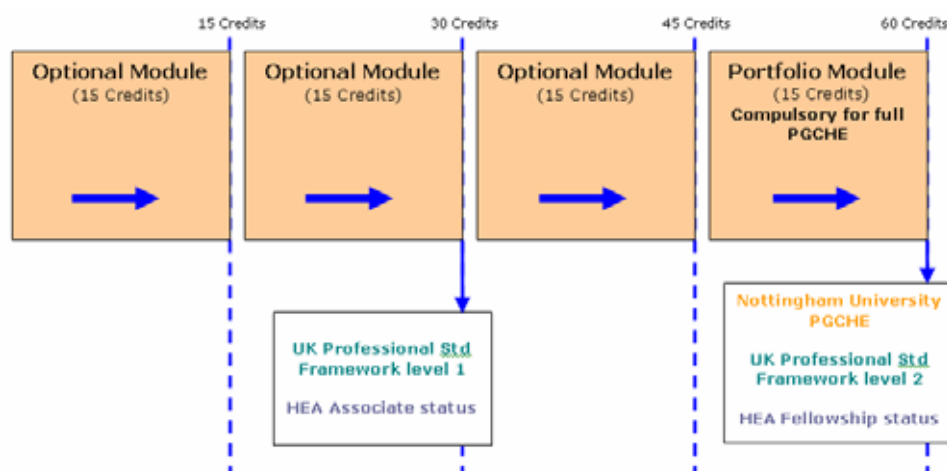 15 Credits
30 Credits
45 Credits
60 Credits
Optional Module
(15 Credits)
Optional Module
(15 Credits)
Optional Module
(15 Credits)
Portfolio Module
(15 Credits)
Compulsory for full
PGCHE
UK Professional Std
Framework level 1
HEA Associate status
Nottingham University
PGCHE
UK Professional Std
Framework level 2
HEA Fellowship status